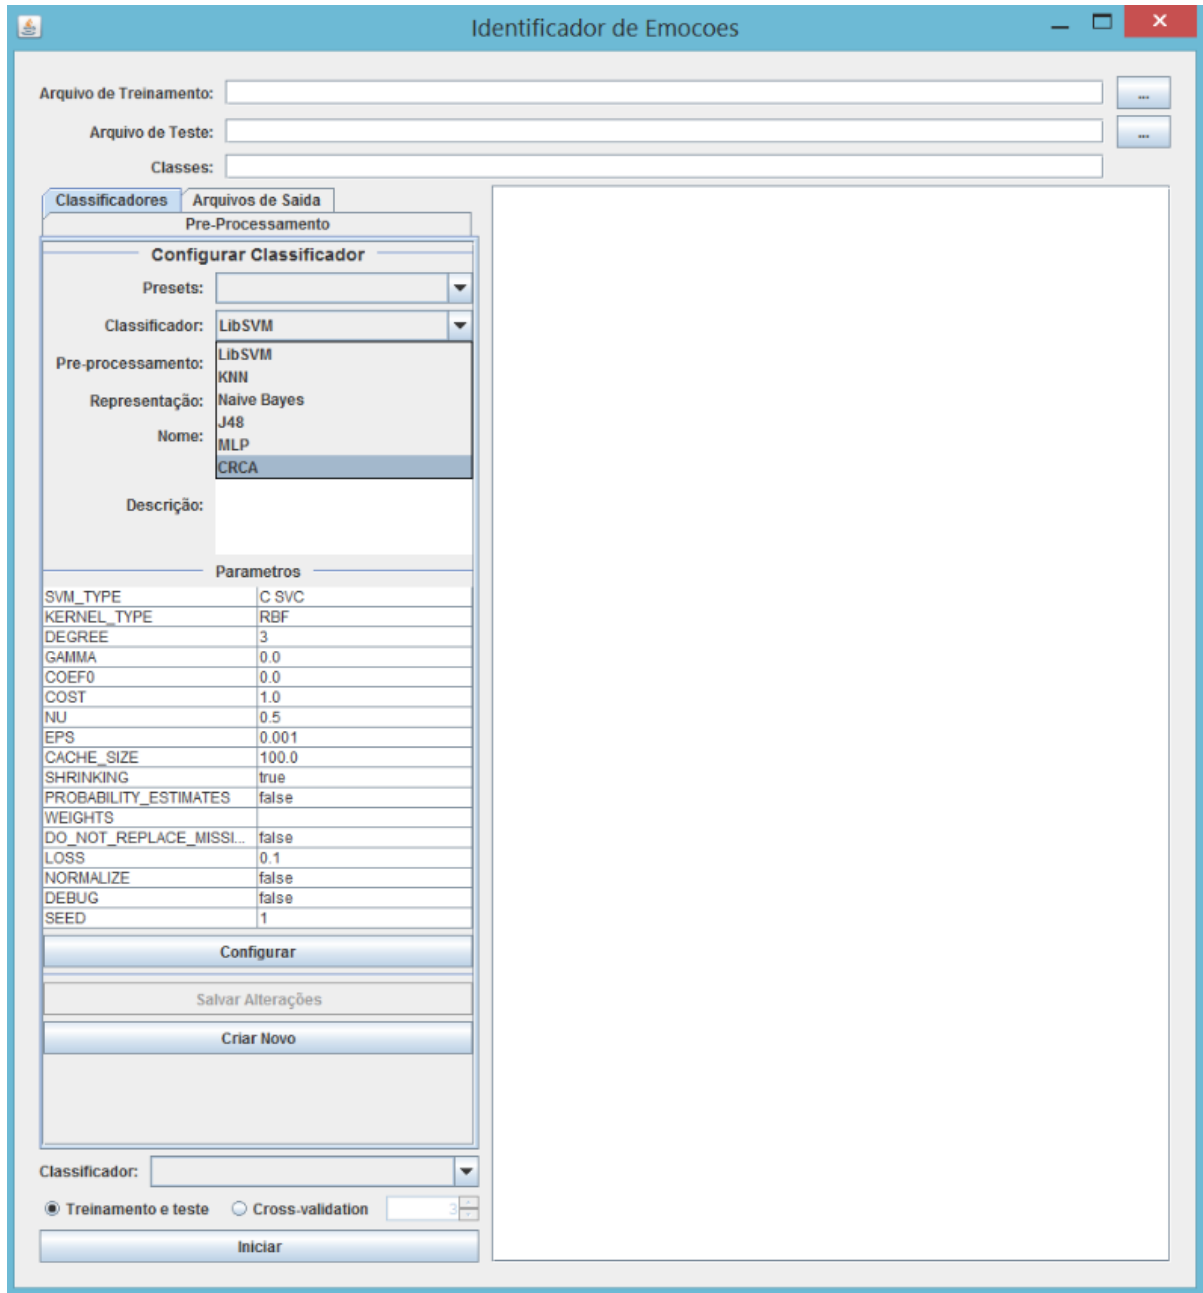 Identificador de Emocoes
Arquivo de Treinamento:
...
Arquivo de Teste:
...
Classes:
Classificadores Arquivos de Saida
Pre-Processamento
Configurar Classificador
Presets:
Classificador: LibSVM
Pre-processamento:
Representação:
Nome:
LibSVM
KNN
Naive Bayes
J48
MLP
CRCA
Descrição:
Parametros
SVM_TYPE C SVC
KERNEL_TYPE RBF
DEGREE 3
GAMMA 0.0
COEF0 0.0
COST 1.0
NU 0.5
EPS 0.001
CACHE_SIZE 100.0
SHRINKING true
PROBABILITY_ESTIMATES false
WEIGHTS
DO_NOT_REPLACE_MISSI... false
LOSS 0.1
NORMALIZE false
DEBUG false
SEED 1
Configurar
Salvar Alterações
Criar Novo
Classificador:
Treinamento e teste Cross-validation 3
Iniciar